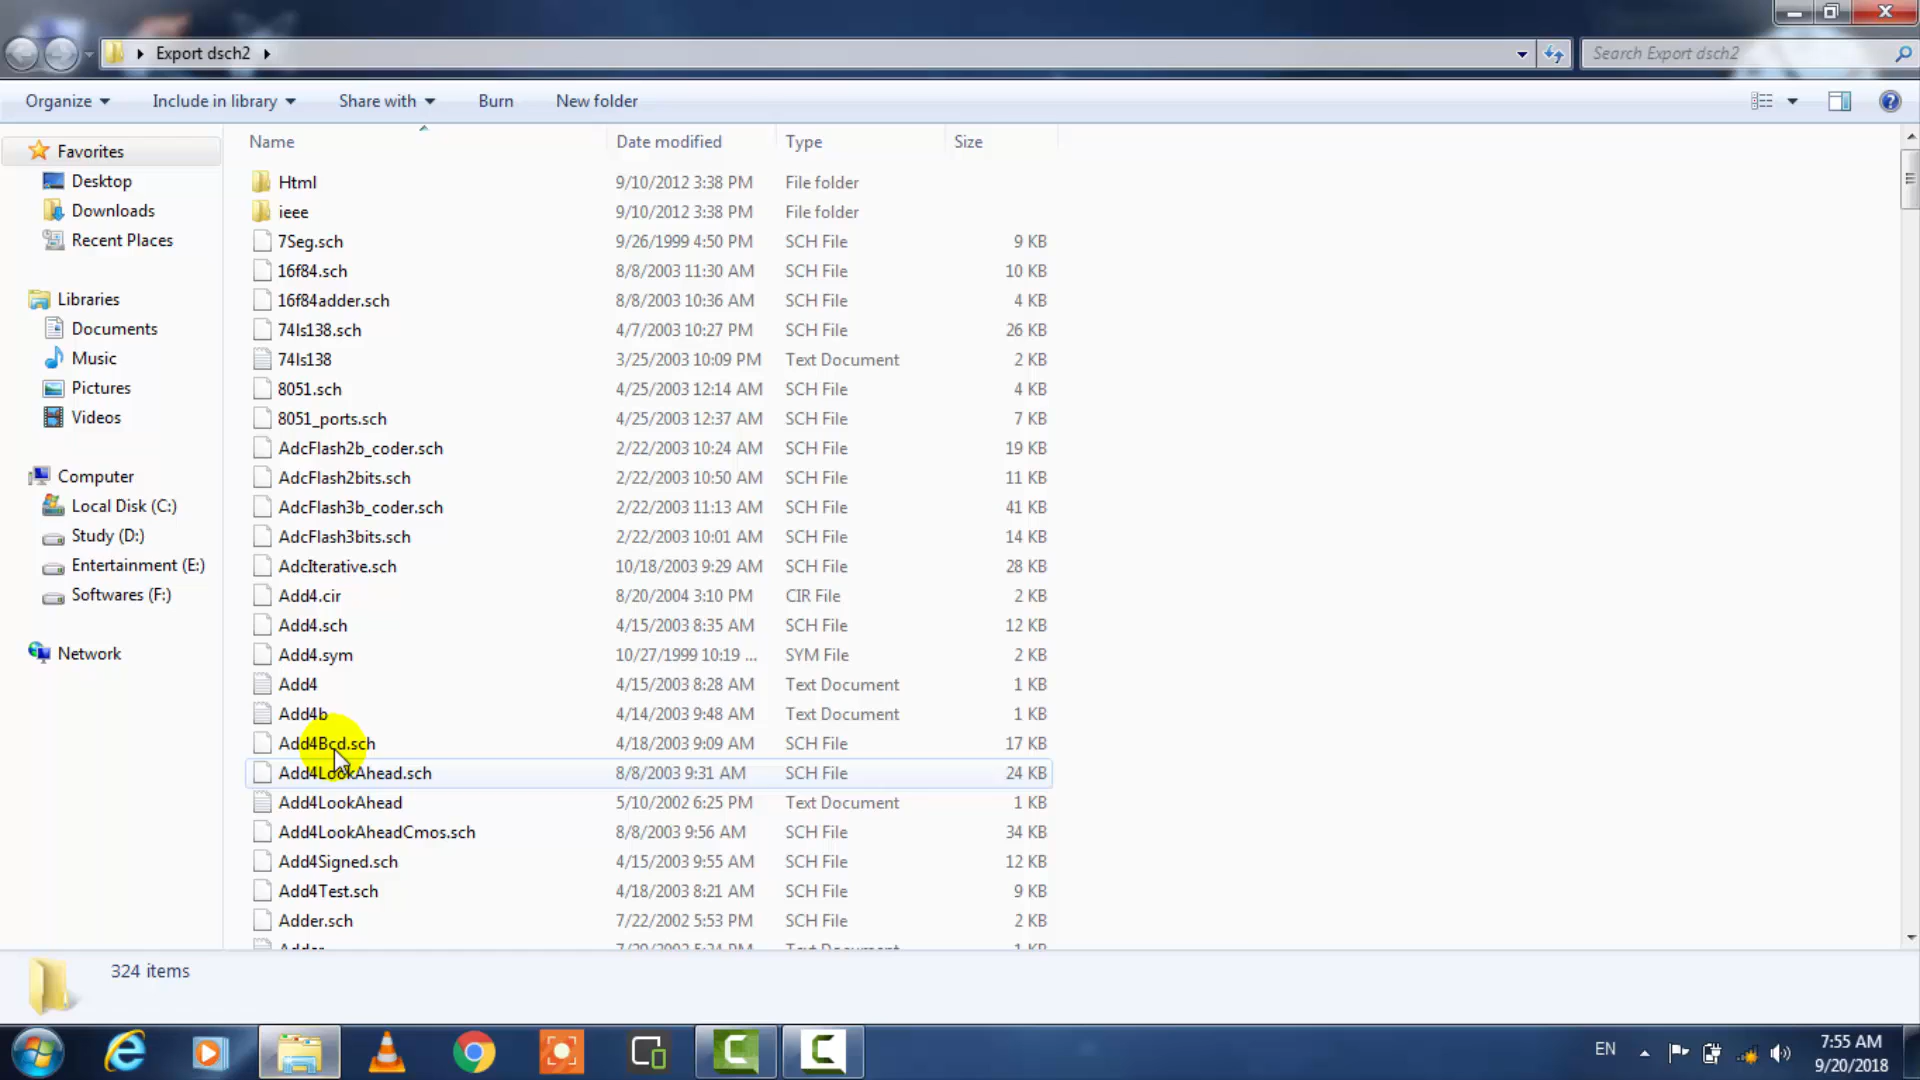 Export dsch2
Search Export dsch2
Organize Include in library Share with Burn New folder
Name Date modified Type Size
Favorites
Desktop
Downloads
Recent Places
Libraries
Documents
Music
Pictures
Videos
Computer
Local Disk (C:)
Study (D:)
Entertainment (E:)
Softwares (F:)
Network
Html 9/10/2012 3:38 PM File folder
ieee 9/10/2012 3:38 PM File folder
7Seg.sch 9/26/1999 4:50 PM SCH File 9 KB
16f84.sch 8/8/2003 11:30 AM SCH File 10 KB
16f84adder.sch 8/8/2003 10:36 AM SCH File 4 KB
74ls138.sch 4/7/2003 10:27 PM SCH File 26 KB
74ls138 3/25/2003 10:09 PM Text Document 2 KB
8051.sch 4/25/2003 12:14 AM SCH File 4 KB
8051_ports.sch 4/25/2003 12:37 AM SCH File 7 KB
AdcFlash2b_coder.sch 2/22/2003 10:24 AM SCH File 19 KB
AdcFlash2bits.sch 2/22/2003 10:50 AM SCH File 11 KB
AdcFlash3b_coder.sch 2/22/2003 11:13 AM SCH File 41 KB
AdcFlash3bits.sch 2/22/2003 10:01 AM SCH File 14 KB
AdcIterative.sch 10/18/2003 9:29 AM SCH File 28 KB
Add4.cir 8/20/2004 3:10 PM CIR File 2 KB
Add4.sch 4/15/2003 8:35 AM SCH File 12 KB
Add4.sym 10/27/1999 10:19 ... SYM File 2 KB
Add4 4/15/2003 8:28 AM Text Document 1 KB
Add4b 4/14/2003 9:48 AM Text Document 1 KB
Add4Bcd.sch 4/18/2003 9:09 AM SCH File 17 KB
Add4LookAhead.sch 8/8/2003 9:31 AM SCH File 24 KB
Add4LookAhead 5/10/2002 6:25 PM Text Document 1 KB
Add4LookAheadCmos.sch 8/8/2003 9:56 AM SCH File 34 KB
Add4Signed.sch 4/15/2003 9:55 AM SCH File 12 KB
Add4Test.sch 4/18/2003 8:21 AM SCH File 9 KB
Adder.sch 7/22/2002 5:53 PM SCH File 2 KB
324 items
EN
7:55 AM
9/20/2018